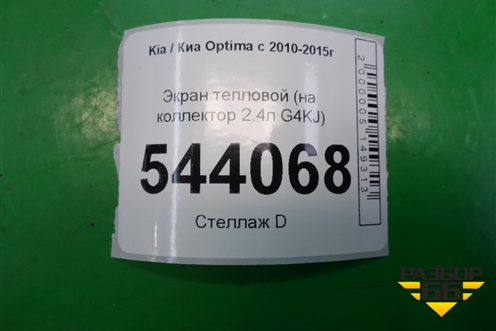 Kia / Киа Optima с 2010-2015г
Экран тепловой (на
коллектор 2.4л G4KJ)
544068
Стеллаж D
2000005149313
РАЗБОР
66